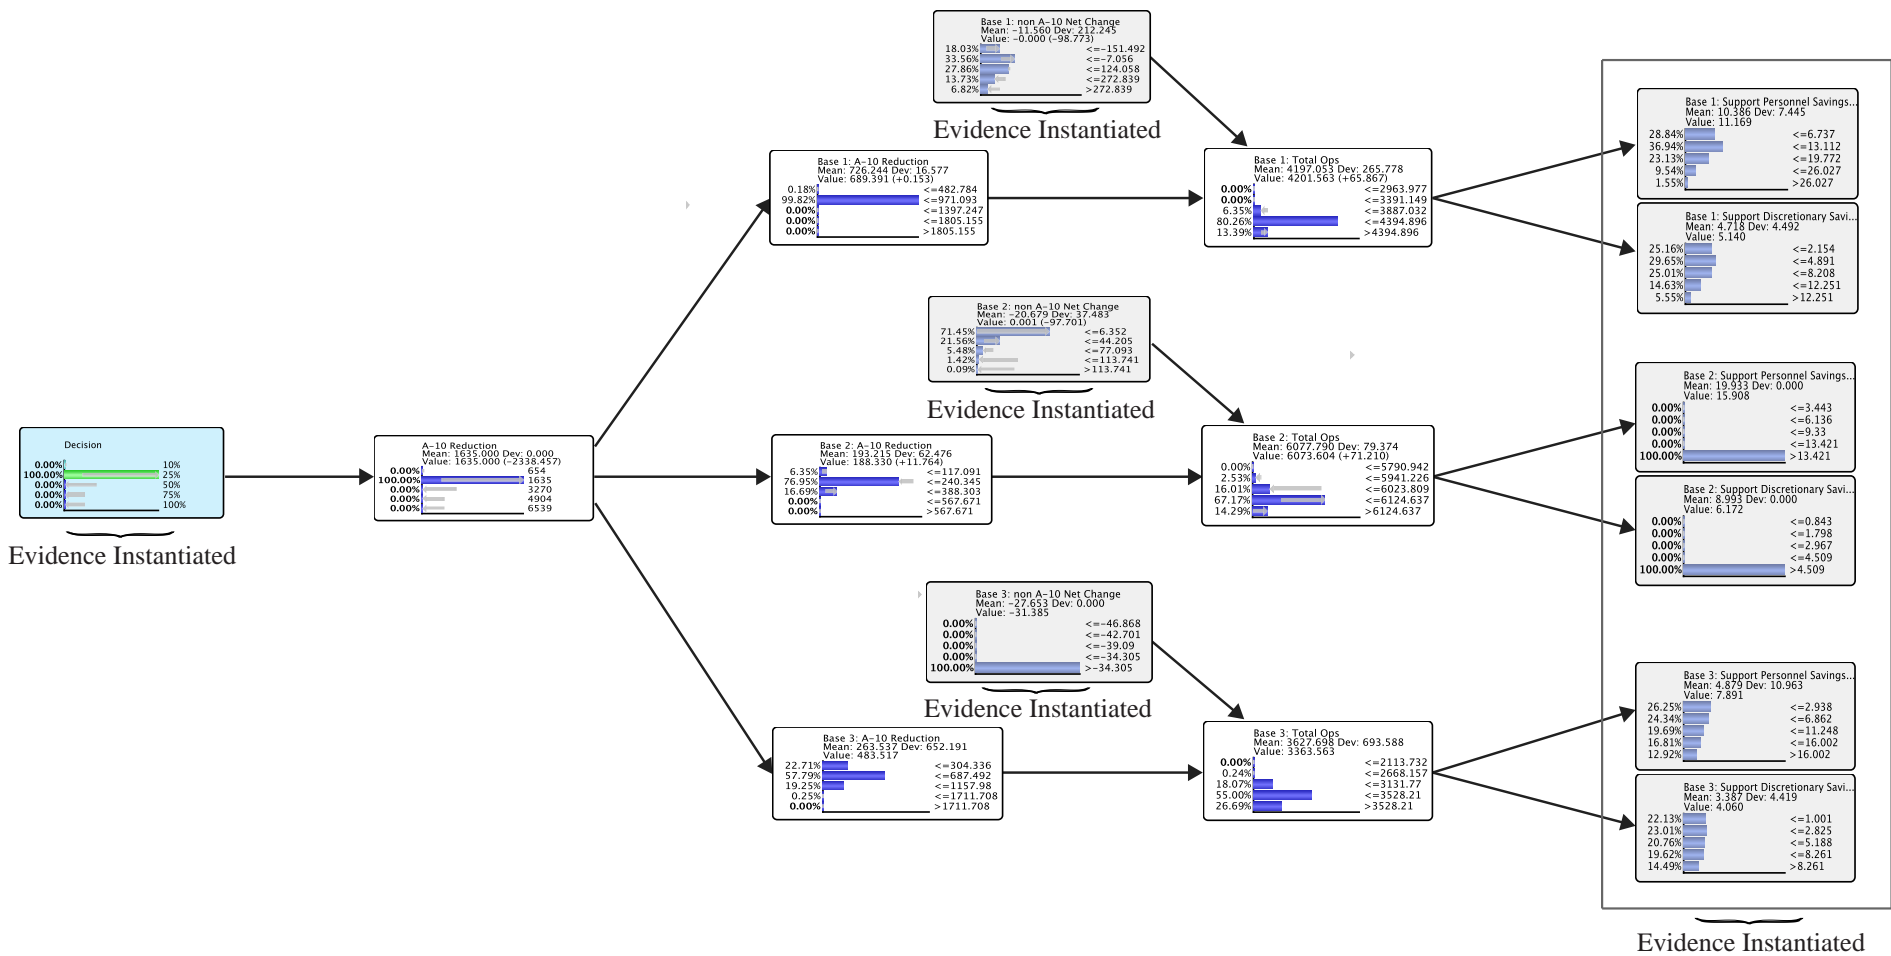 Base 1: non A-10 Net Change
Mean: -11.560 Dev: 212.245
Value: -0.000 (-98.773)
18.03% <=-151.492
33.56% <=-7.056
27.86% <=124.058
13.73% <=272.839
6.82% >272.839
Evidence Instantiated
Base 1: A-10 Reduction
Mean: 726.244 Dev: 16.577
Value: 689.391 (+0.153)
0.18% <=482.784
99.82% <=971.093
0.00% <=1397.247
0.00% <=1805.155
0.00% >1805.155
Base 1: Total Ops
Mean: 4197.053 Dev: 265.778
Value: 4201.563 (+65.867)
0.00% <=2963.977
0.00% <=3391.149
6.35% <=3887.032
80.26% <=4394.896
13.39% >4394.896
Base 1: Support Personnel Savings...
Mean: 10.386 Dev: 7.445
Value: 11.169
28.84% <=6.737
36.94% <=13.112
23.13% <=19.772
9.54% <=26.027
1.55% >26.027
Base 1: Support Discretionary Savi...
Mean: 4.718 Dev: 4.492
Value: 5.140
25.16% <=2.154
29.65% <=4.891
25.01% <=8.208
14.63% <=12.251
5.55% >12.251
Base 2: non A-10 Net Change
Mean: -20.679 Dev: 37.483
Value: 0.001 (-97.701)
71.45% <=6.352
21.56% <=44.205
5.48% <=77.093
1.42% <=113.741
0.09% >113.741
Evidence Instantiated
Decision
0.00% 10%
100.00% 25%
0.00% 50%
0.00% 75%
0.00% 100%
Evidence Instantiated
A-10 Reduction
Mean: 1635.000 Dev: 0.000
Value: 1635.000 (-2338.457)
0.00% 654
100.00% 1635
0.00% 3270
0.00% 4904
0.00% 6539
Base 2: A-10 Reduction
Mean: 193.215 Dev: 62.476
Value: 188.330 (+11.764)
6.35% <=117.091
76.95% <=240.345
16.69% <=388.303
0.00% <=567.671
0.00% >567.671
Base 2: Total Ops
Mean: 6077.790 Dev: 79.374
Value: 6073.604 (+71.210)
0.00% <=5790.942
2.53% <=5941.226
16.01% <=6023.809
67.17% <=6124.637
14.29% >6124.637
Base 2: Support Personnel Savings...
Mean: 19.933 Dev: 0.000
Value: 15.908
0.00% <=3.443
0.00% <=6.136
0.00% <=9.33
0.00% <=13.421
100.00% >13.421
Base 2: Support Discretionary Savi...
Mean: 8.993 Dev: 0.000
Value: 6.172
0.00% <=0.843
0.00% <=1.798
0.00% <=2.967
0.00% <=4.509
100.00% >4.509
Base 3: non A-10 Net Change
Mean: -27.653 Dev: 0.000
Value: -31.385
0.00% <=-46.868
0.00% <=-42.701
0.00% <=-39.09
0.00% <=-34.305
100.00% >-34.305
Evidence Instantiated
Base 3: A-10 Reduction
Mean: 263.537 Dev: 652.191
Value: 483.517
22.71% <=304.336
57.79% <=687.492
19.25% <=1157.98
0.25% <=1711.708
0.00% >1711.708
Base 3: Total Ops
Mean: 3627.698 Dev: 693.588
Value: 3363.563
0.00% <=2113.732
0.24% <=2668.157
18.07% <=3131.77
55.00% <=3528.21
26.69% >3528.21
Base 3: Support Personnel Savings...
Mean: 4.879 Dev: 10.963
Value: 7.891
26.25% <=2.938
24.34% <=6.862
19.69% <=11.248
16.81% <=16.002
12.92% >16.002
Base 3: Support Discretionary Savi...
Mean: 3.387 Dev: 4.419
Value: 4.060
22.13% <=1.001
23.01% <=2.825
20.76% <=5.188
19.62% <=8.261
14.49% >8.261
Evidence Instantiated